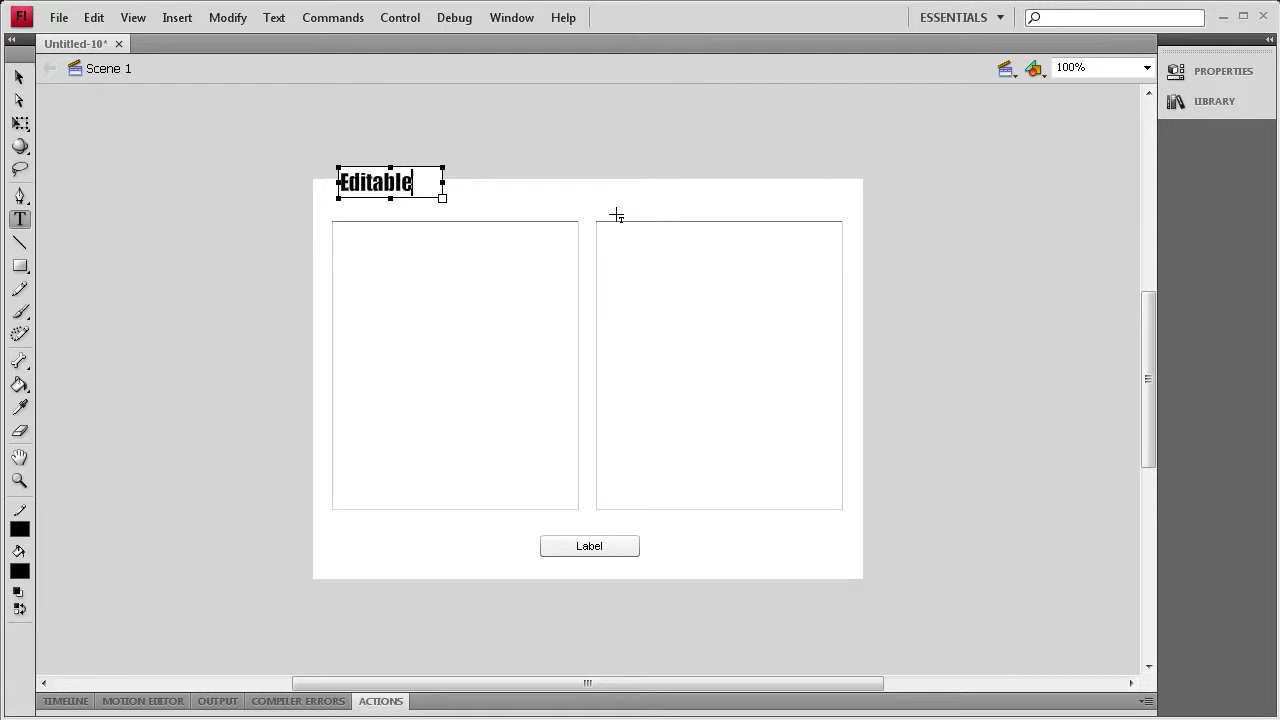 Fl File Edit View Insert Modify Text Commands Control Debug Window Help ESSENTIALS
Untitled-10*
Scene 1 100%
PROPERTIES
LIBRARY
Editable
T
Label
TIMELINE MOTION EDITOR OUTPUT COMPILER ERRORS ACTIONS